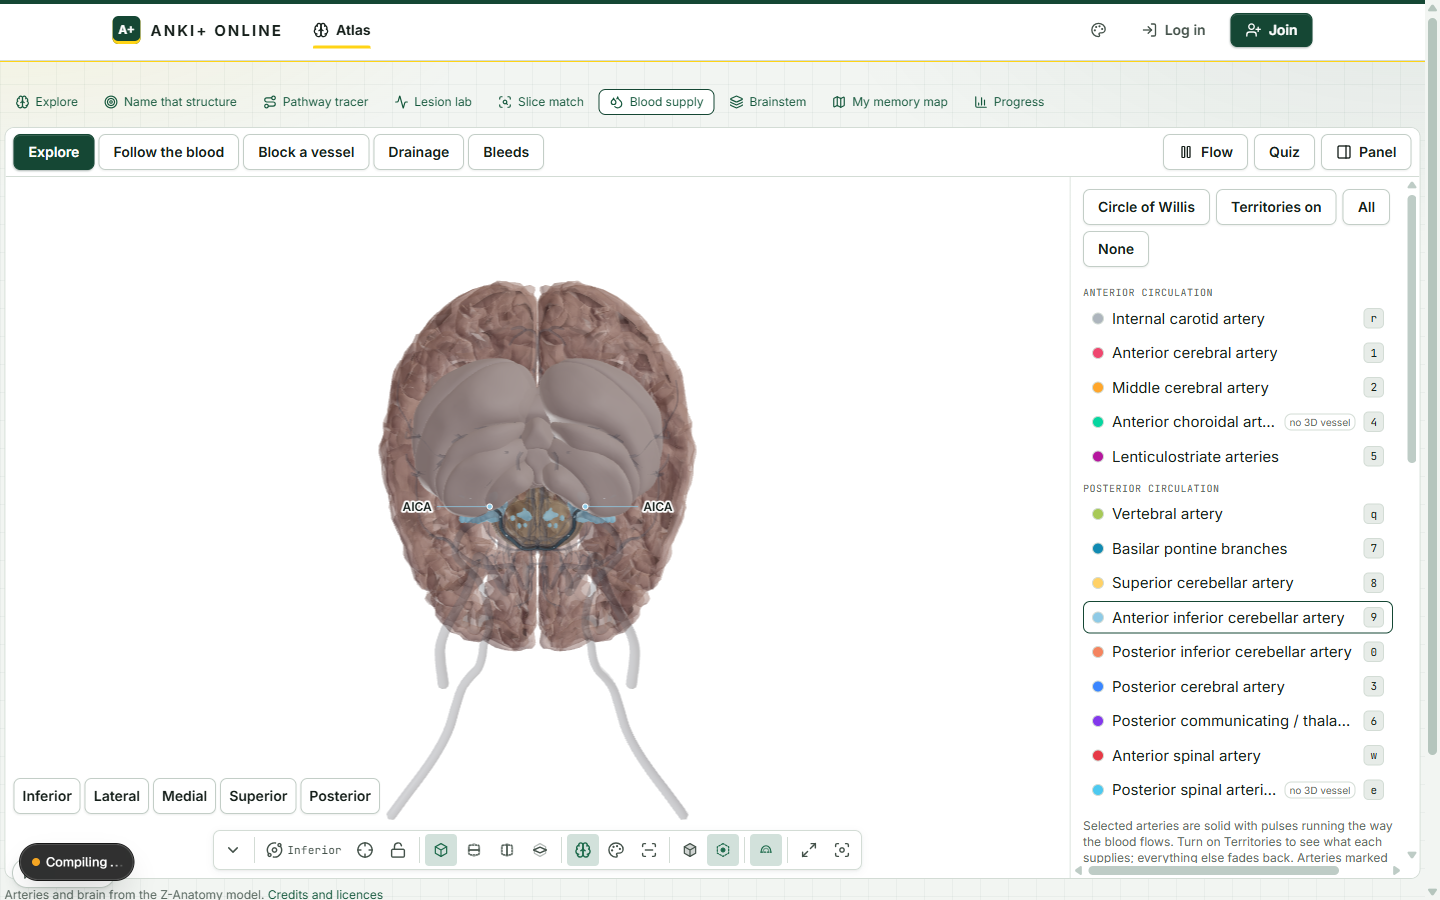 A+ ANKI+ ONLINE Atlas Log in Join
Explore Name that structure Pathway tracer Lesion lab Slice match Blood supply Brainstem My memory map Progress
Explore Follow the blood Block a vessel Drainage Bleeds Flow Quiz Panel
Circle of Willis Territories on All
None
ANTERIOR CIRCULATION
Internal carotid artery r
Anterior cerebral artery 1
Middle cerebral artery 2
Anterior choroidal art... no 3D vessel 4
Lenticulostriate arteries 5
POSTERIOR CIRCULATION
Vertebral artery q
Basilar pontine branches 7
Superior cerebellar artery 8
Anterior inferior cerebellar artery 9
Posterior inferior cerebellar artery 0
Posterior cerebral artery 3
Posterior communicating / thala... 6
Anterior spinal artery w
Posterior spinal arteri... no 3D vessel e
Selected arteries are solid with pulses running the way
the blood flows. Turn on Territories to see what each
supplies; everything else fades back. Arteries marked
AICA AICA
Inferior Lateral Medial Superior Posterior
Inferior
Compiling ...
Arteries and brain from the Z-Anatomy model. Credits and licences